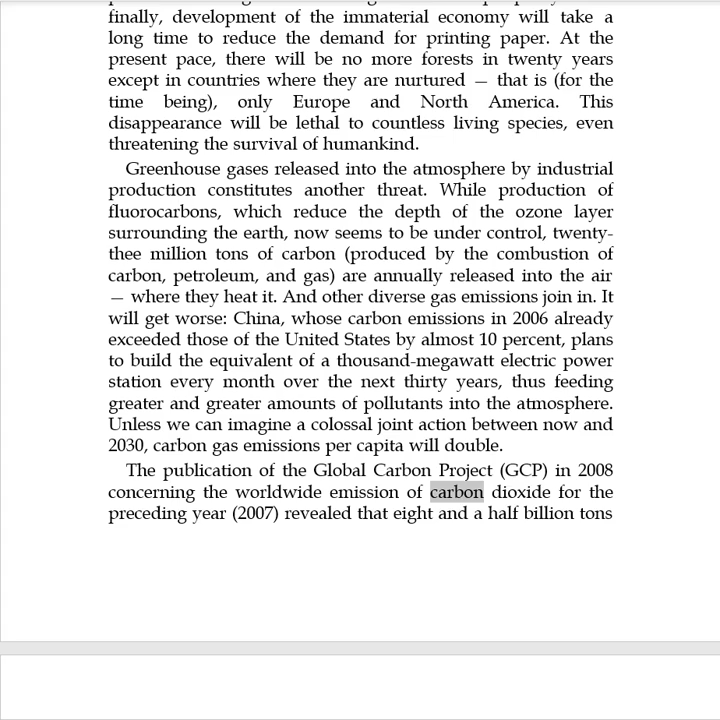 finally, development of the immaterial economy will take a
long time to reduce the demand for printing paper. At the
present pace, there will be no more forests in twenty years
except in countries where they are nurtured — that is (for the
time being), only Europe and North America. This
disappearance will be lethal to countless living species, even
threatening the survival of humankind.
Greenhouse gases released into the atmosphere by industrial
production constitutes another threat. While production of
fluorocarbons, which reduce the depth of the ozone layer
surrounding the earth, now seems to be under control, twenty-
thee million tons of carbon (produced by the combustion of
carbon, petroleum, and gas) are annually released into the air
— where they heat it. And other diverse gas emissions join in. It
will get worse: China, whose carbon emissions in 2006 already
exceeded those of the United States by almost 10 percent, plans
to build the equivalent of a thousand-megawatt electric power
station every month over the next thirty years, thus feeding
greater and greater amounts of pollutants into the atmosphere.
Unless we can imagine a colossal joint action between now and
2030, carbon gas emissions per capita will double.
The publication of the Global Carbon Project (GCP) in 2008
concerning the worldwide emission of carbon dioxide for the
preceding year (2007) revealed that eight and a half billion tons